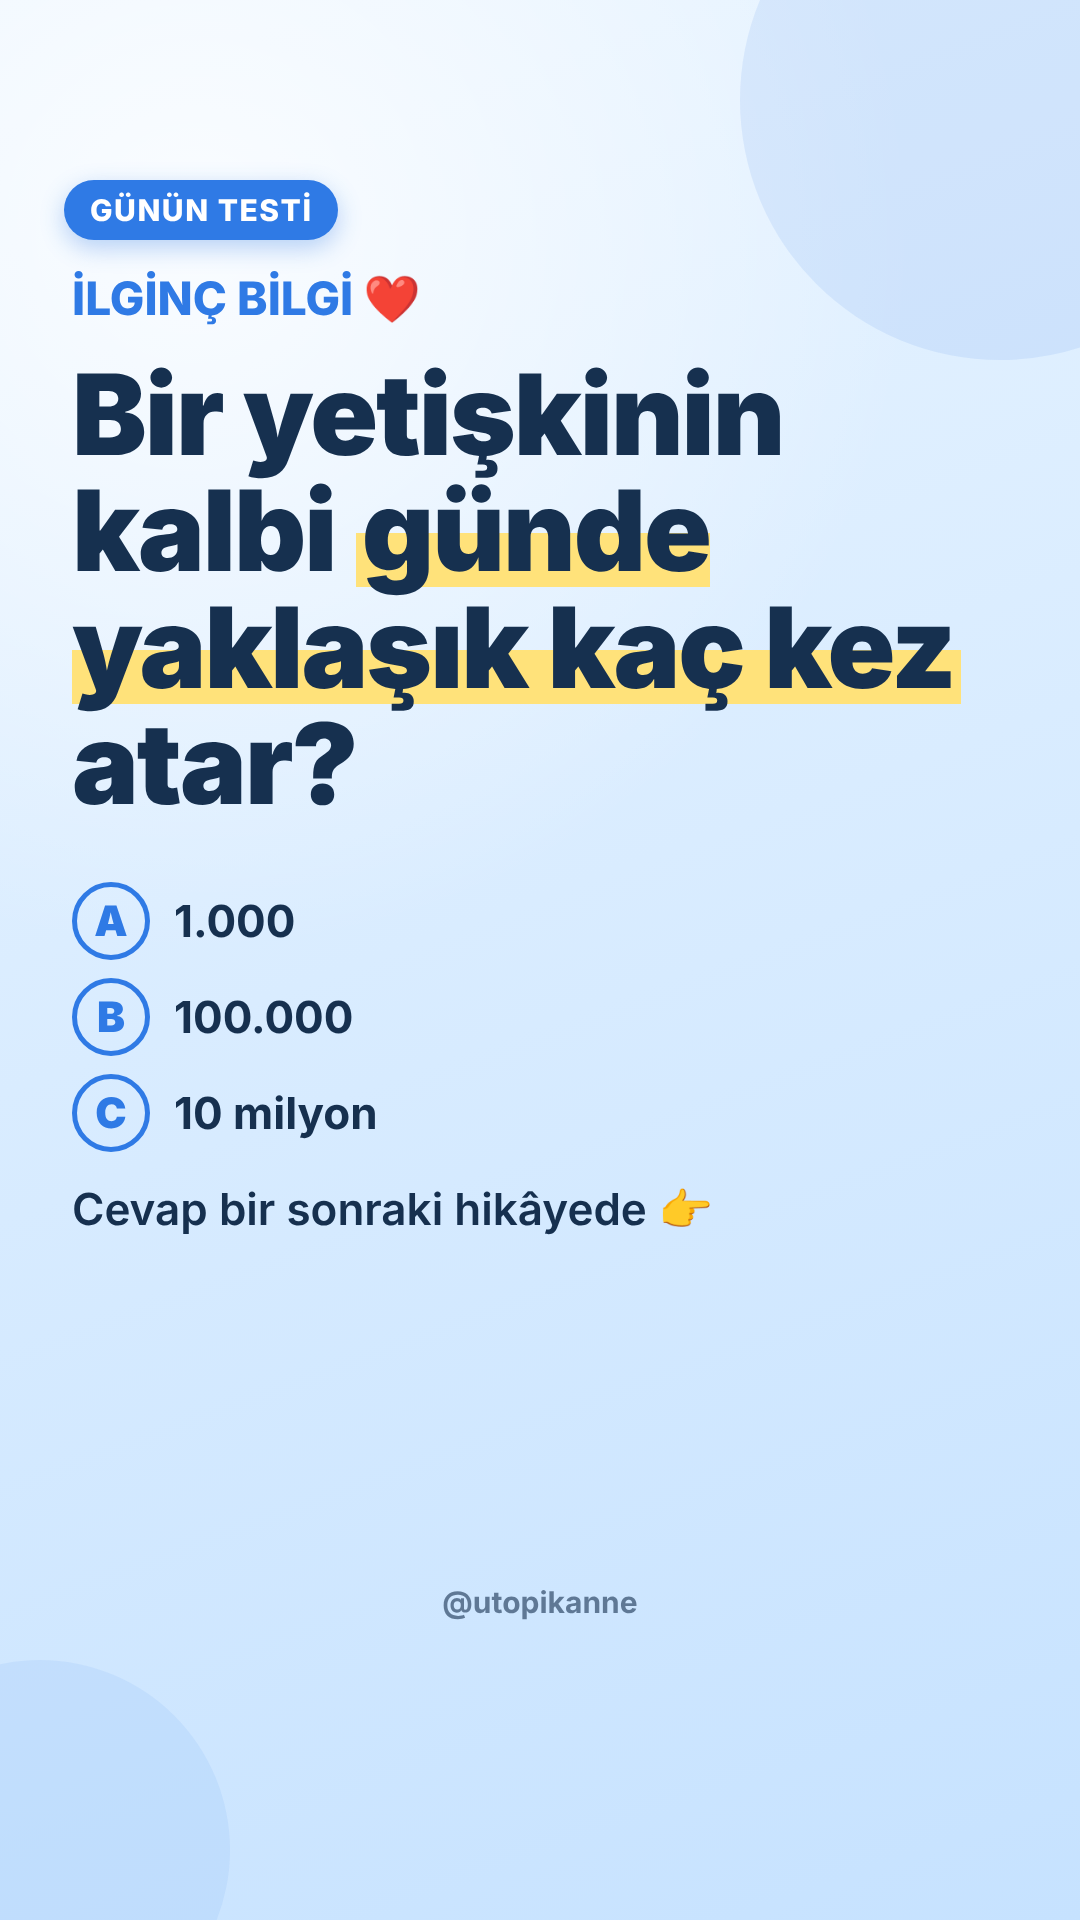 GÜNÜN TESTİ
İLGİNÇ BİLGİ ❤️
Bir yetişkinin
kalbi günde
yaklaşık kaç kez
atar?
A 1.000
B 100.000
C 10 milyon
Cevap bir sonraki hikâyede 👉
@utopikanne